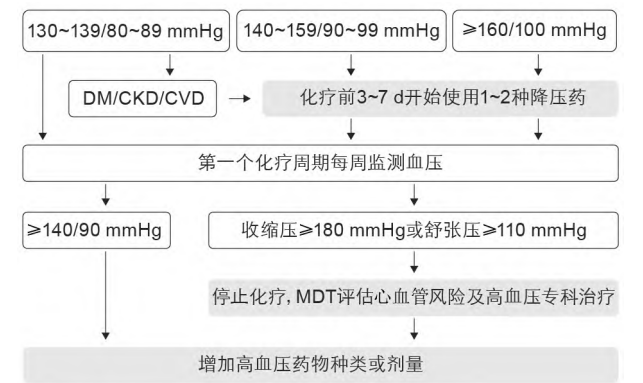 130~139/80~89 mmHg
140~159/90~99 mmHg
≥160/100 mmHg
DM/CKD/CVD
化疗前3~7 d开始使用1~2种降压药
第一个化疗周期每周监测血压
≥140/90 mmHg
收缩压≥180 mmHg或舒张压≥110 mmHg
停止化疗，MDT评估心血管风险及高血压专科治疗
增加高血压药物种类或剂量